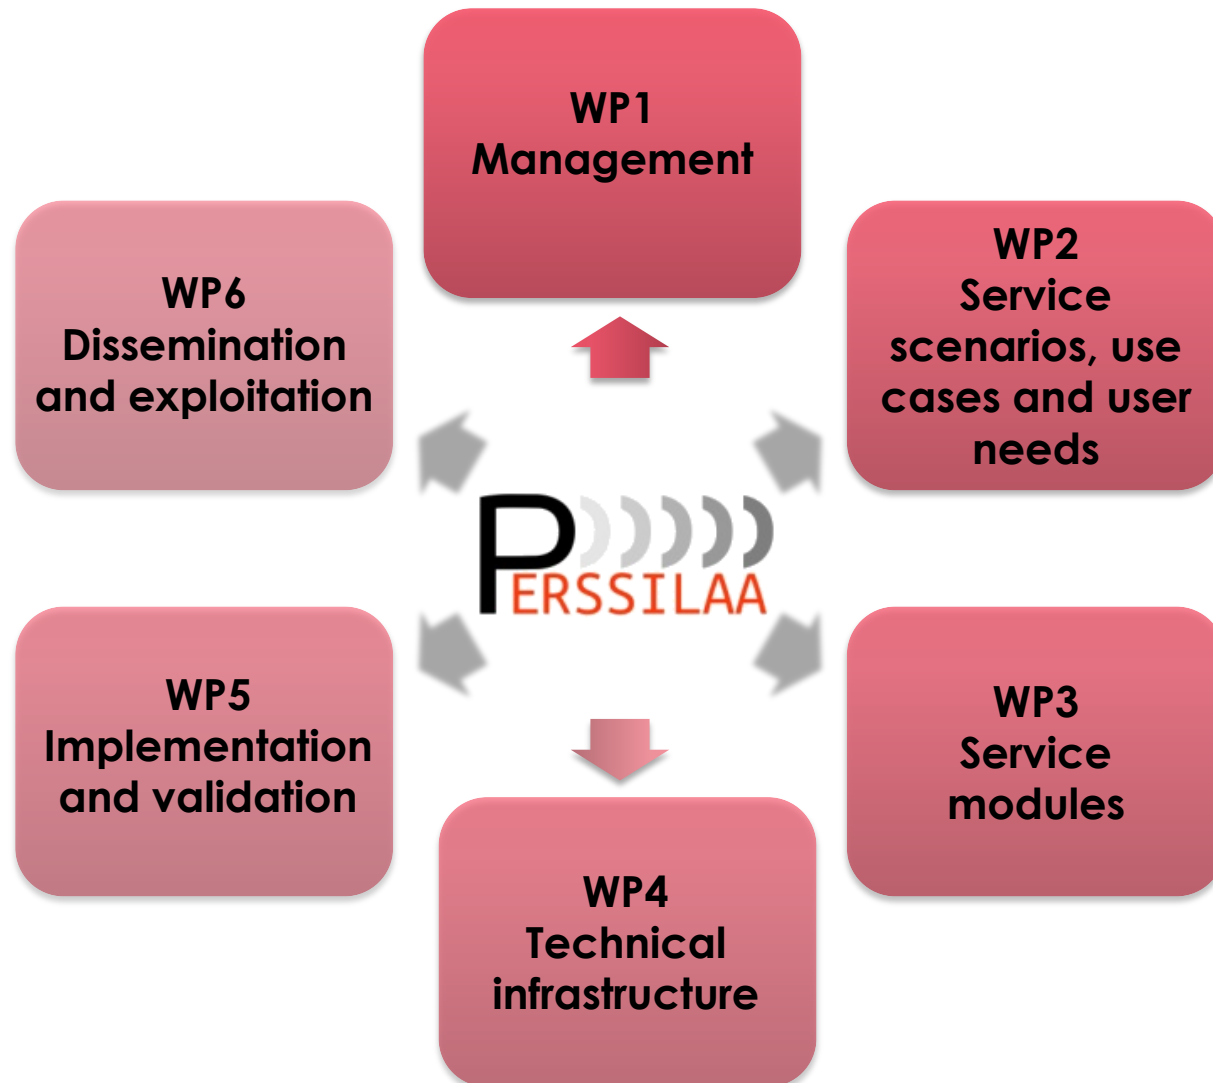 WP1
Management
WP2
Service
scenarios, use
cases and user
needs
WP3
Service
modules
WP4
Technical
infrastructure
WP5
Implementation
and validation
WP6
Dissemination
and exploitation
PERSSILAA